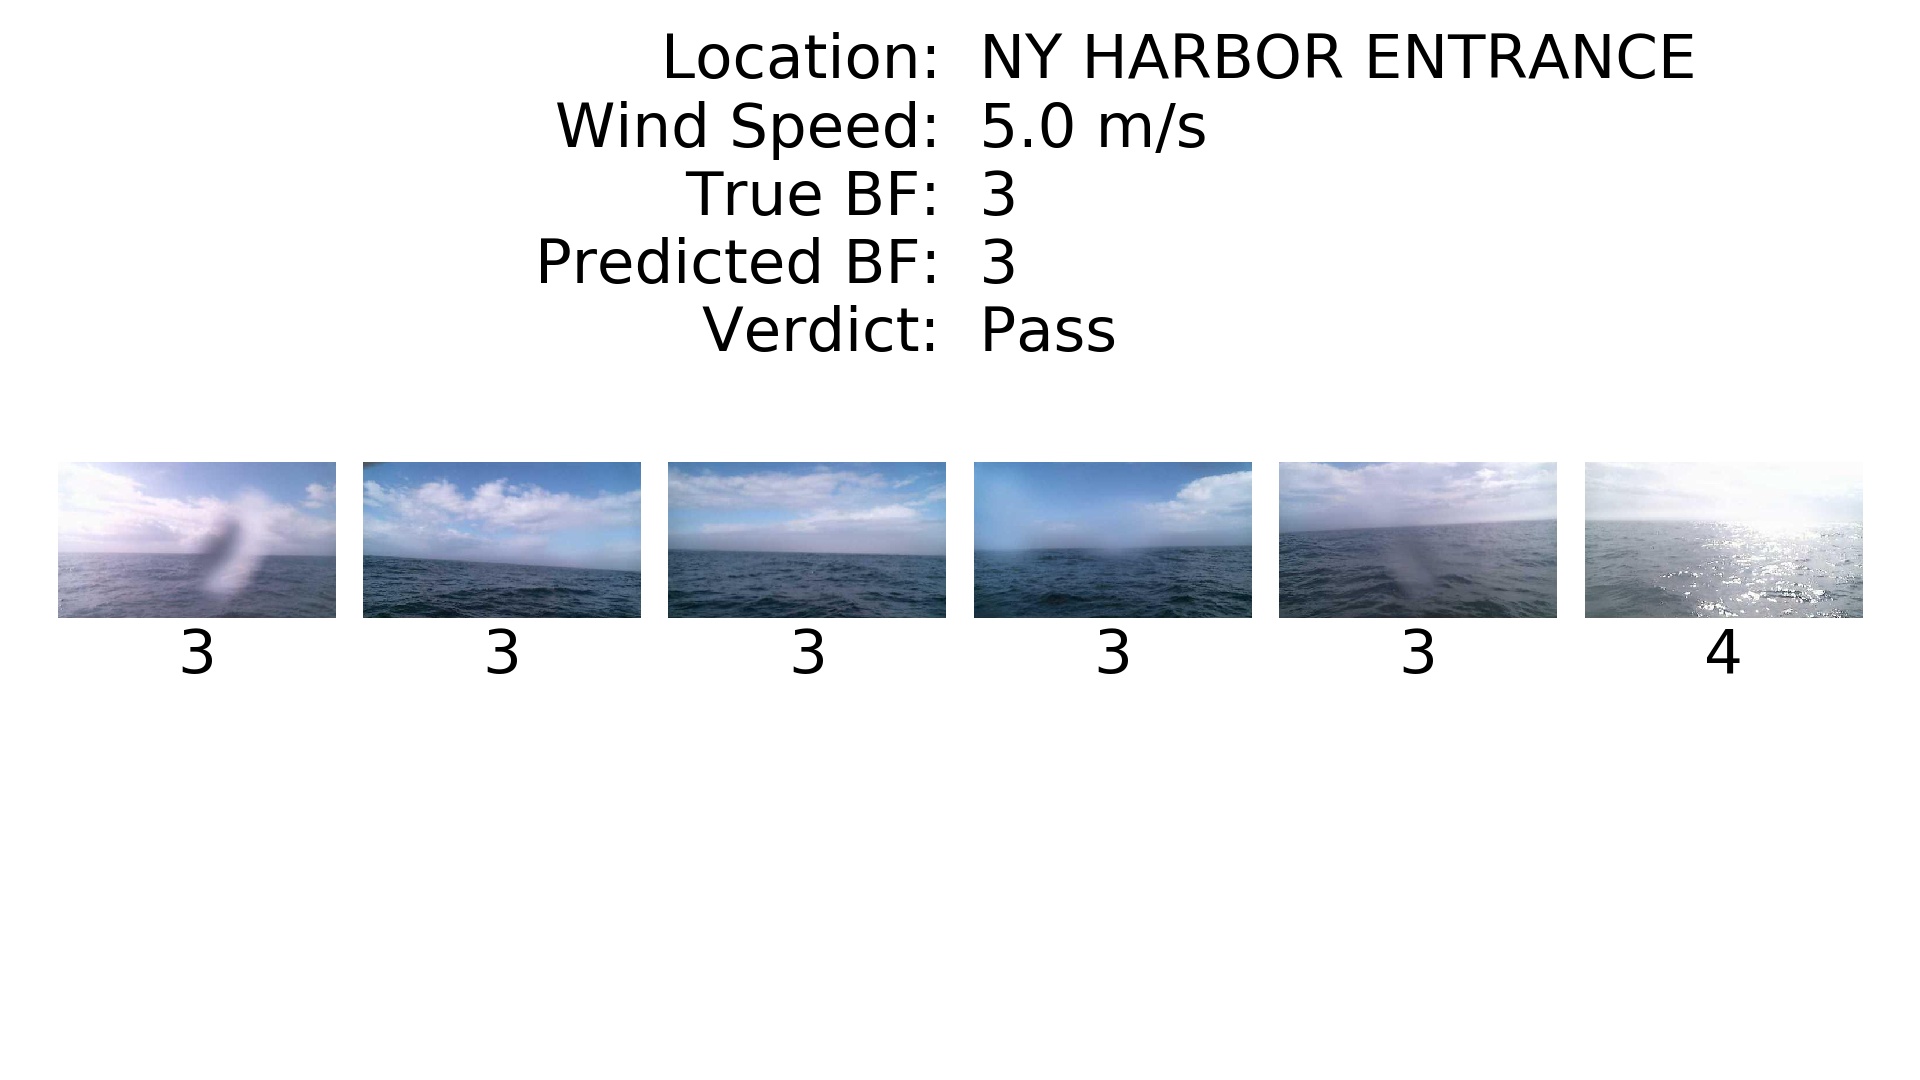 Location: NY HARBOR ENTRANCE
Wind Speed: 5.0 m/s
True BF: 3
Predicted BF: 3
Verdict: Pass
3 3 3 3 3 4